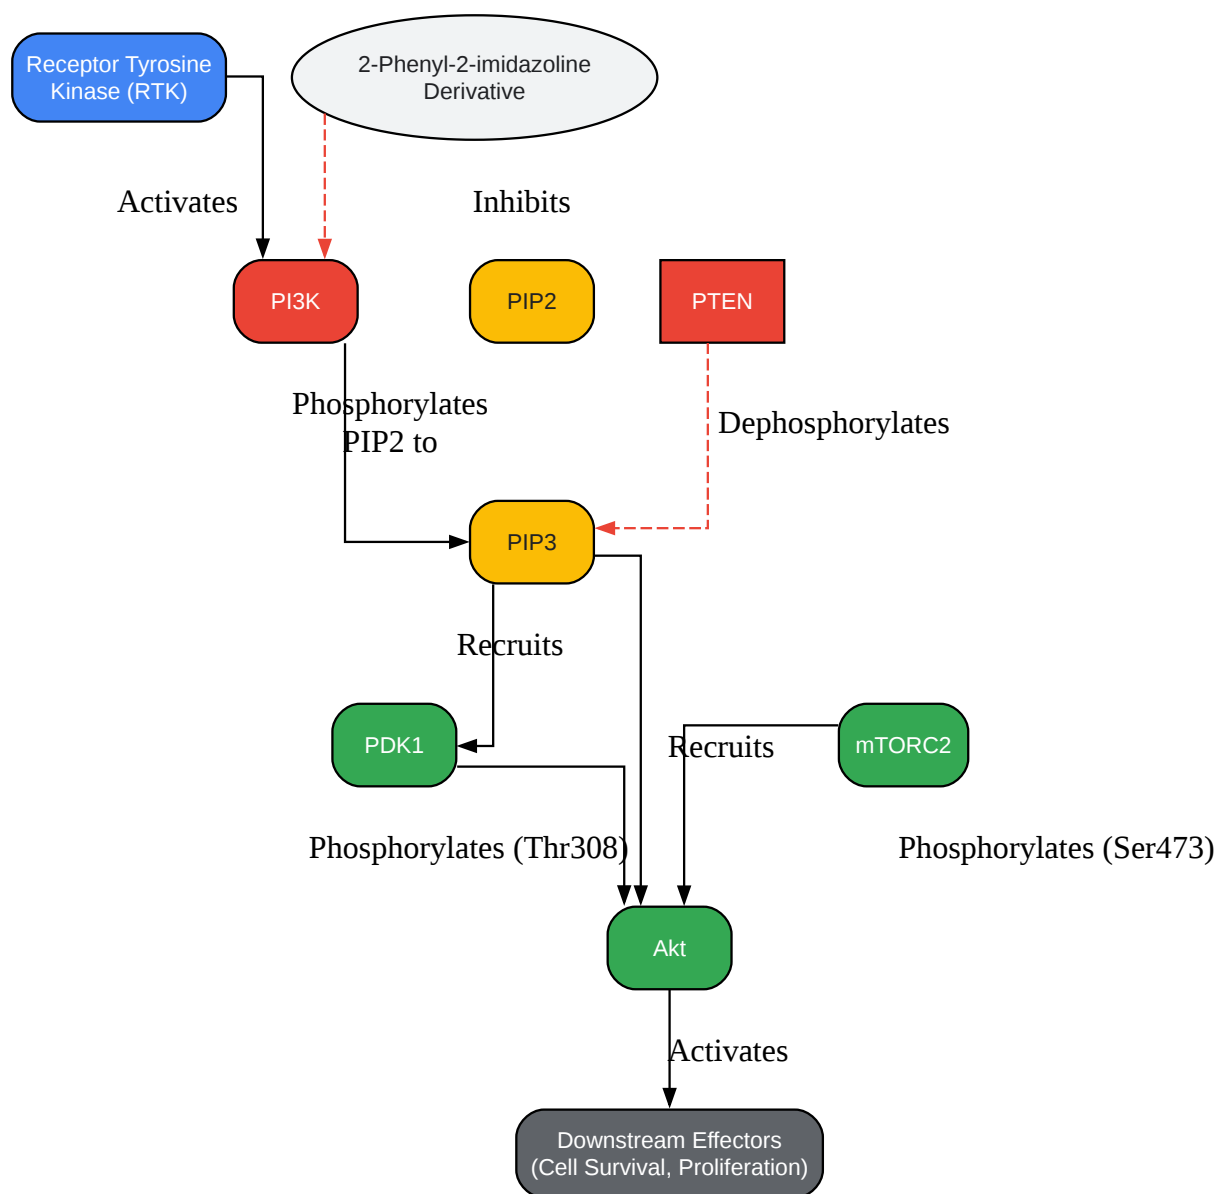 Receptor Tyrosine
Kinase (RTK)
2-Phenyl-2-imidazoline
Derivative
Activates
Inhibits
PI3K
PIP2
PTEN
Phosphorylates
PIP2 to
Dephosphorylates
PIP3
Recruits
PDK1
Recruits
mTORC2
Phosphorylates (Thr308)
Phosphorylates (Ser473)
Akt
Activates
Downstream Effectors
(Cell Survival, Proliferation)